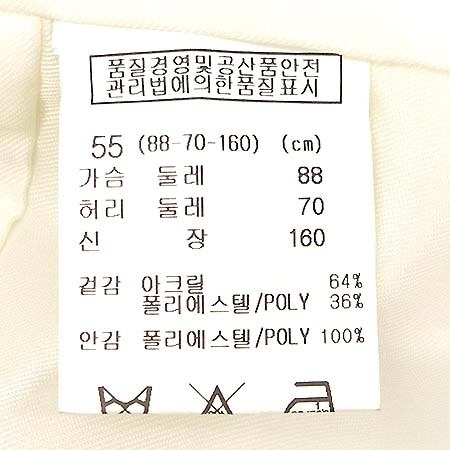 품질경영및공산품안전
관리법에의한품질표시
55 (88-70-160) (cm)
가슴 둘레 88
허리 둘레 70
신 장 160
겉감 아크릴 64%
폴리에스텔/POLY 36%
안감 폴리에스텔/POLY 100%